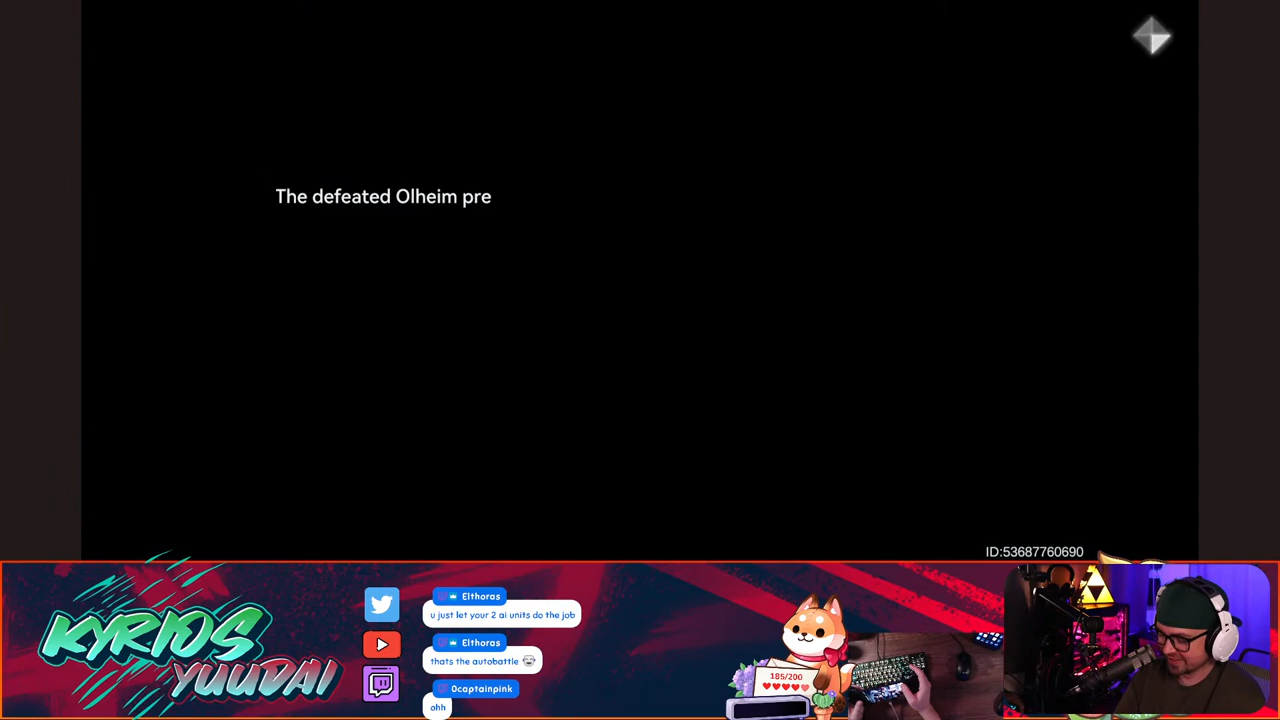 The defeated Olheim pre
ID:53687760690
KYRIOS
YUUDAI
Elthoras
u just let your 2 ai units do the job
Elthoras
thats the autobattle
0captainpink
ohh
185/200